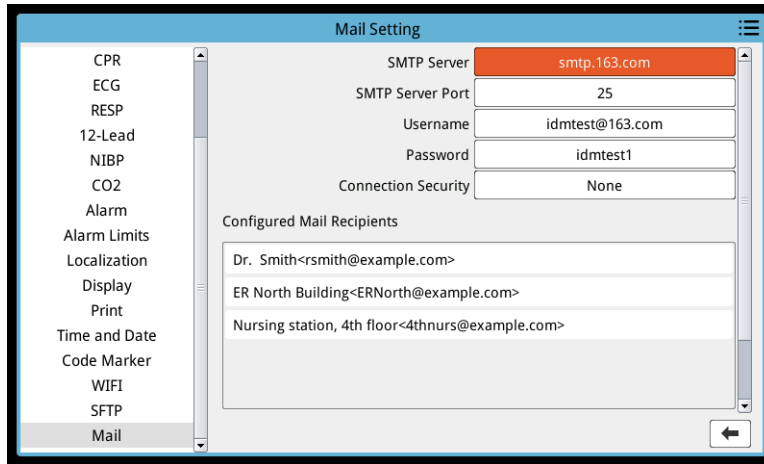 Mail Setting
CPR
ECG
RESP
12-Lead
NIBP
CO2
Alarm
Alarm Limits
Localization
Display
Print
Time and Date
Code Marker
WIFI
SFTP
Mail
SMTP Server smtp.163.com
SMTP Server Port 25
Username idmtest@163.com
Password idmtest1
Connection Security None
Configured Mail Recipients
Dr. Smith<rsmith@example.com>
ER North Building<ERNorth@example.com>
Nursing station, 4th floor<4thnurs@example.com>